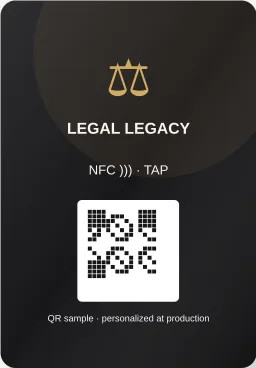 LEGAL LEGACY
NFC ))) · TAP
QR sample · personalized at production